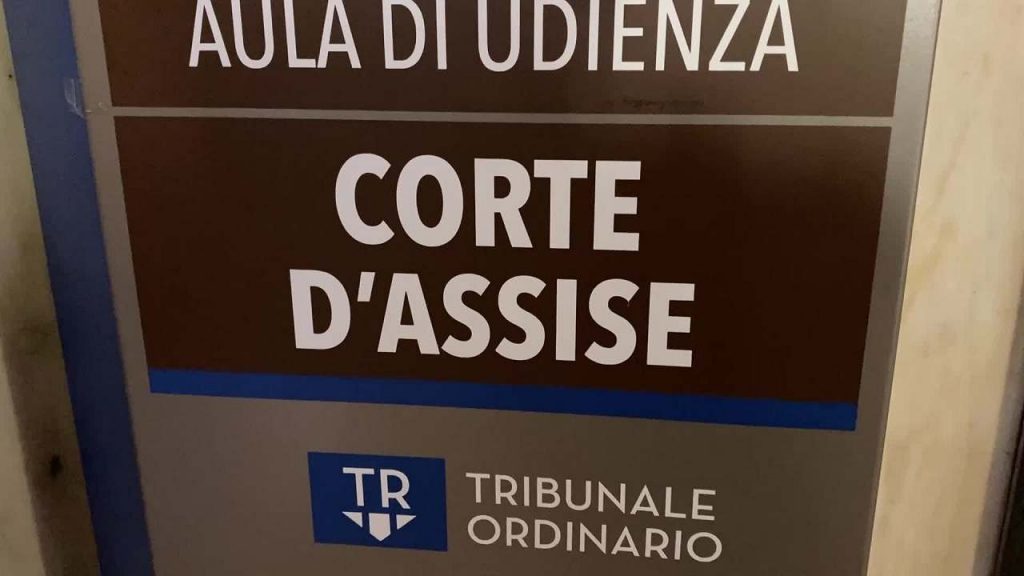 AULA DI UDIENZA
CORTE
D'ASSISE
TR
TRIBUNALE
ORDINARIO